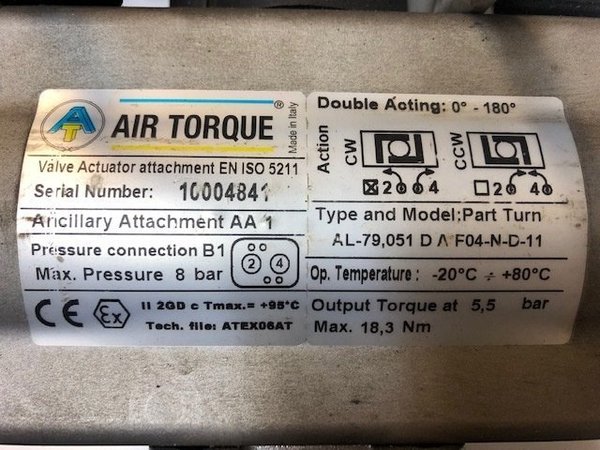 AT
AIR TORQUE
®
Made in Italy
Valve Actuator attachment EN ISO 5211
Serial Number: 10004841
Ancillary Attachment AA 1
Pressure connection B1
Max. Pressure 8 bar
2 4
CE Ex
II 2GD c Tmax.= +95°C
Tech. file: ATEX06AT
Double Acting: 0° - 180°
Action
CW
CCW
2 4
2 4
Type and Model:Part Turn
AL-79,051 D A F04-N-D-11
Op. Temperature: -20°C ÷ +80°C
Output Torque at 5,5 bar
Max. 18,3 Nm